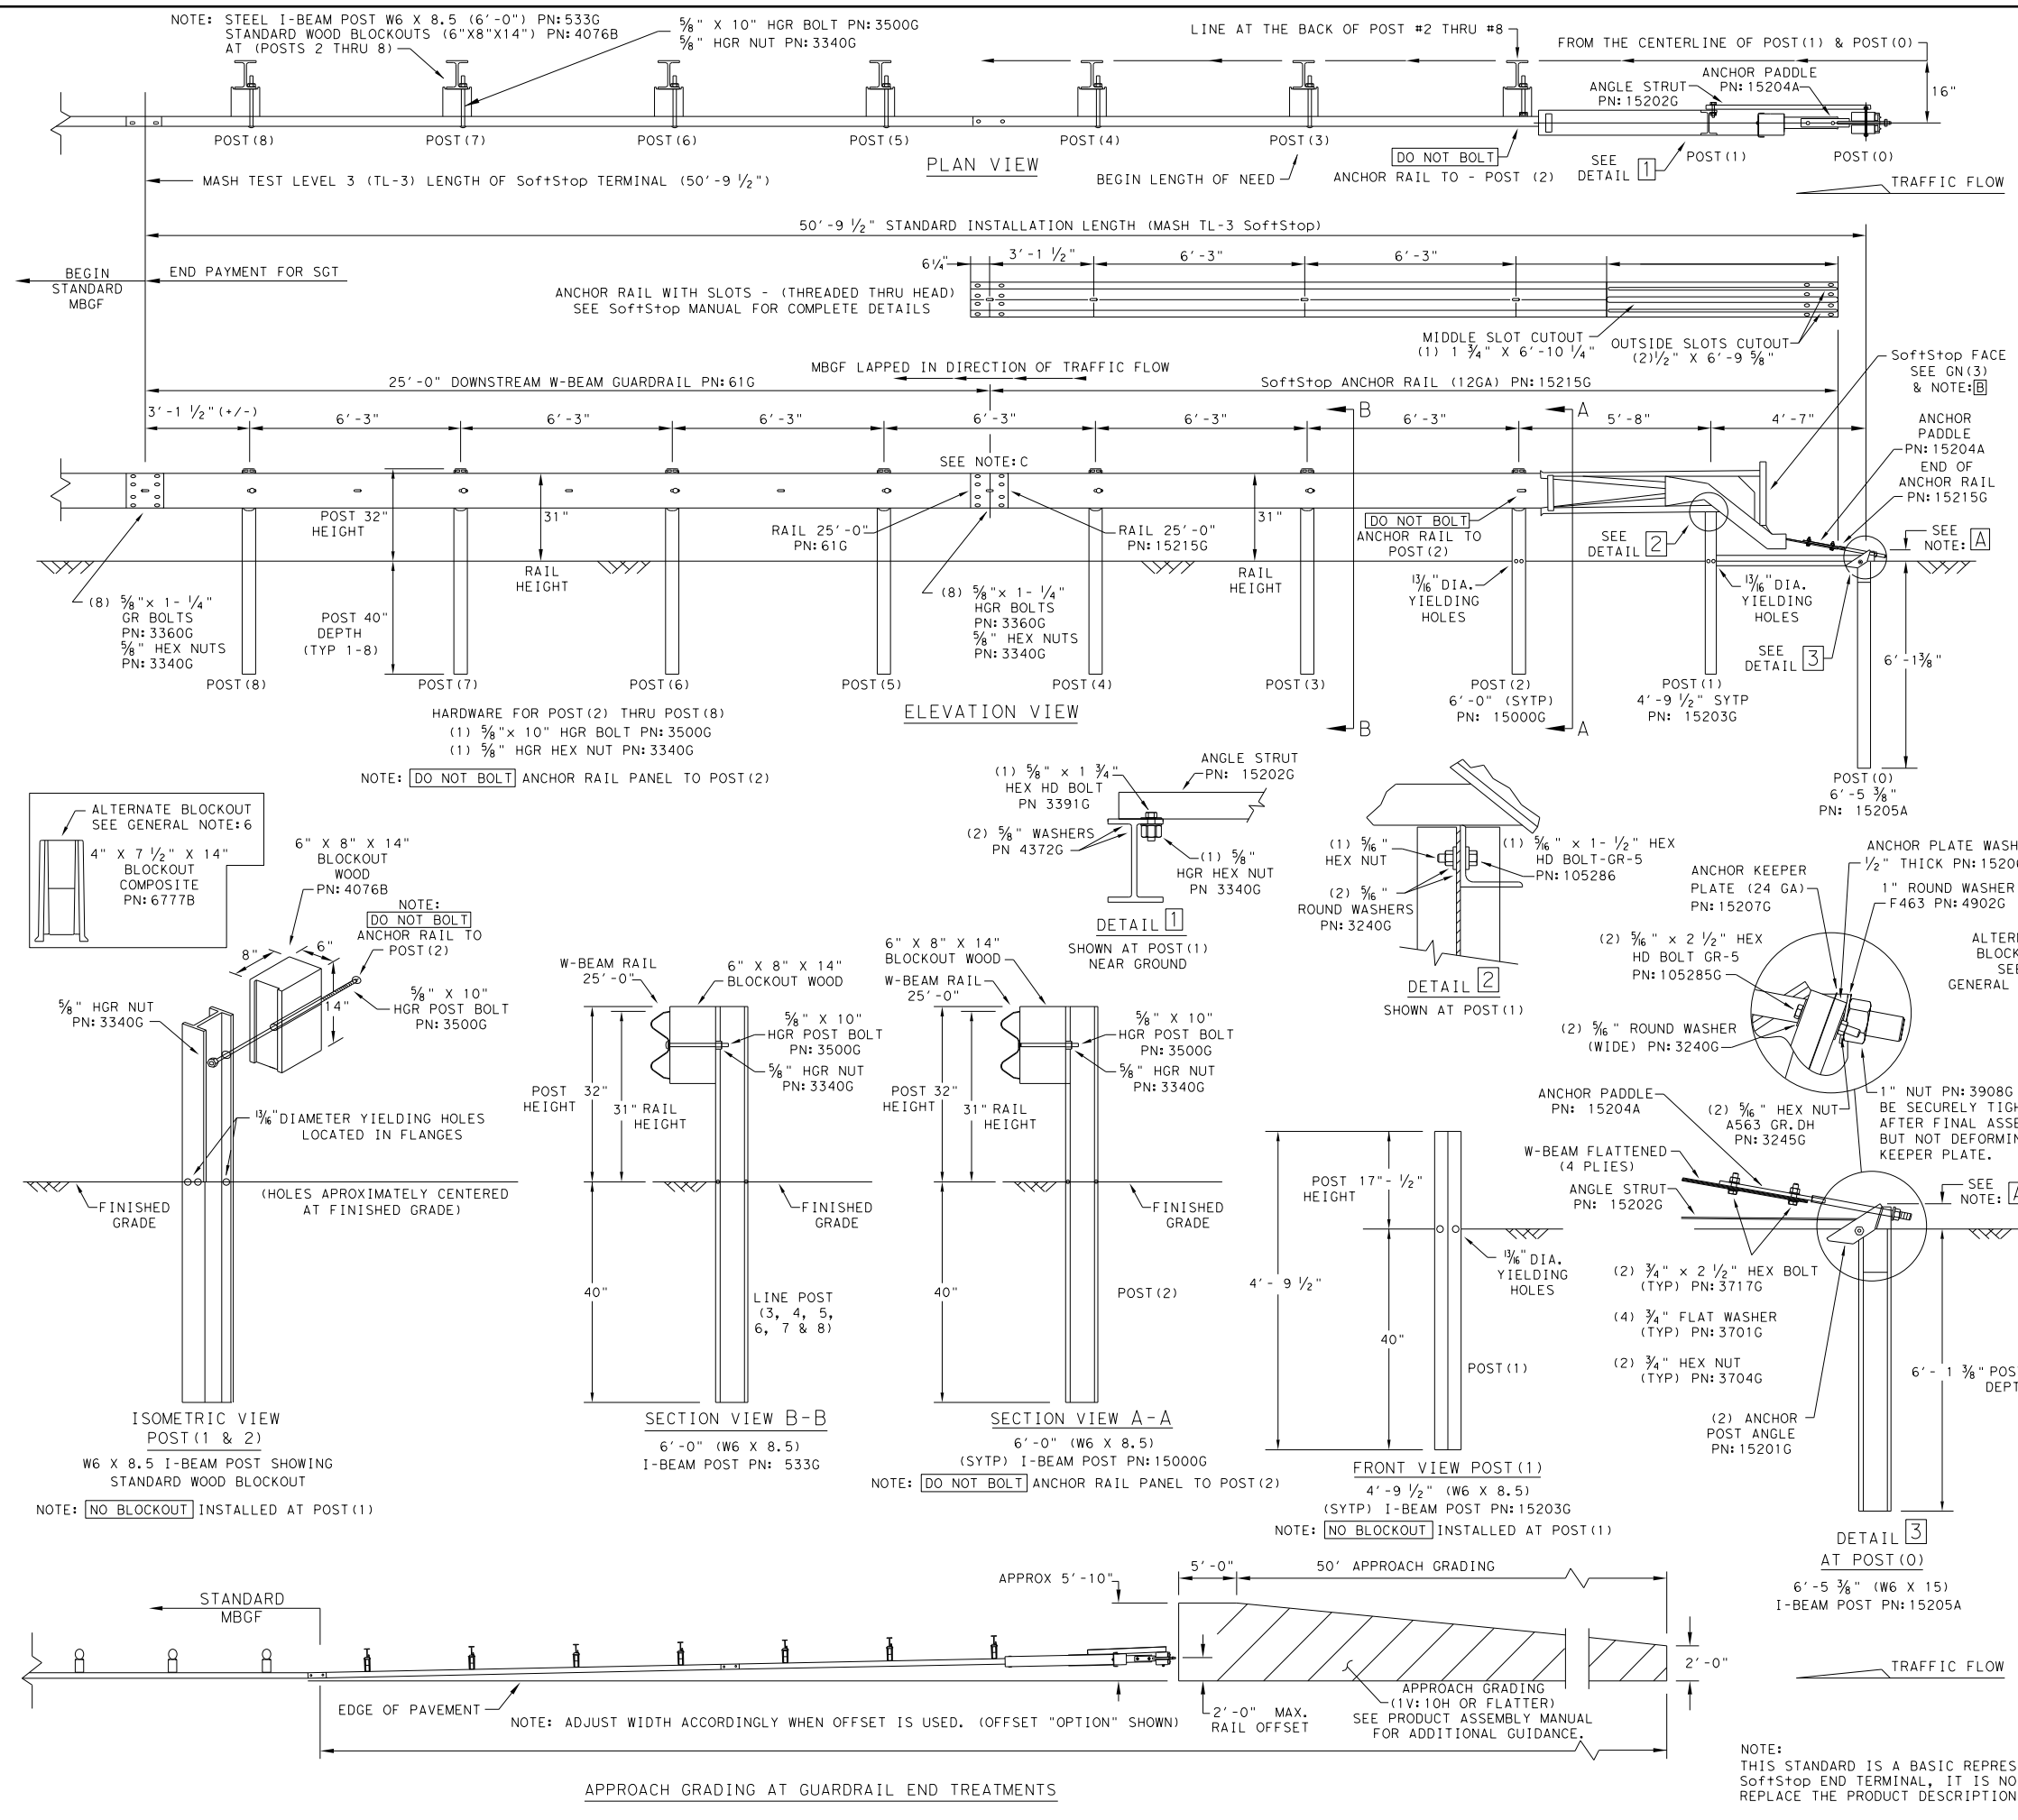 NOTE: STEEL I-BEAM POST W6 X 8.5 (6'-0") PN:533G
STANDARD WOOD BLOCKOUTS (6"X8"X14") PN:4076B
AT (POSTS 2 THRU 8)
⅝" X 10" HGR BOLT PN:3500G
⅝" HGR NUT PN:3340G
LINE AT THE BACK OF POST #2 THRU #8
FROM THE CENTERLINE OF POST(1) & POST(0)
ANGLE STRUT
PN:15202G
ANCHOR PADDLE
PN:15204A
16"
POST(8)
POST(7)
POST(6)
POST(5)
POST(4)
POST(3)
POST(1)
POST(0)
PLAN VIEW
BEGIN LENGTH OF NEED
DO NOT BOLT
ANCHOR RAIL TO - POST (2)
SEE
DETAIL 1
TRAFFIC FLOW
MASH TEST LEVEL 3 (TL-3) LENGTH OF SoftStop TERMINAL (50'-9 ½")
50'-9 ½" STANDARD INSTALLATION LENGTH (MASH TL-3 SoftStop)
BEGIN
STANDARD
MBGF
END PAYMENT FOR SGT
6¼"
3'-1 ½"
6'-3"
6'-3"
ANCHOR RAIL WITH SLOTS - (THREADED THRU HEAD)
SEE SoftStop MANUAL FOR COMPLETE DETAILS
MIDDLE SLOT CUTOUT
(1) 1 ¾" X 6'-10 ¼"
OUTSIDE SLOTS CUTOUT
(2)½" X 6'-9 ⅝"
MBGF LAPPED IN DIRECTION OF TRAFFIC FLOW
25'-0" DOWNSTREAM W-BEAM GUARDRAIL PN:61G
SoftStop ANCHOR RAIL (12GA) PN:15215G
SoftStop FACE
SEE GN(3)
& NOTE:B
3'-1 ½"(+/-)
6'-3"
6'-3"
6'-3"
6'-3"
6'-3"
6'-3"
5'-8"
4'-7"
B
A
ANCHOR
PADDLE
PN:15204A
END OF
ANCHOR RAIL
PN:15215G
SEE NOTE:C
POST 32"
HEIGHT
31"
RAIL
HEIGHT
RAIL 25'-0"
PN:61G
RAIL 25'-0"
PN:15215G
31"
RAIL
HEIGHT
DO NOT BOLT
ANCHOR RAIL TO
POST(2)
SEE
DETAIL 2
SEE
NOTE: A
(8) ⅝"x 1- ¼"
GR BOLTS
PN:3360G
⅝" HEX NUTS
PN:3340G
POST 40"
DEPTH
(TYP 1-8)
(8) ⅝"x 1- ¼"
HGR BOLTS
PN:3360G
⅝" HEX NUTS
PN:3340G
13/16" DIA.
YIELDING
HOLES
13/16" DIA.
YIELDING
HOLES
SEE
DETAIL 3
6'-1⅜"
POST(8)
POST(7)
POST(6)
POST(5)
POST(4)
POST(3)
POST(2)
6'-0" (SYTP)
PN: 15000G
POST(1)
4'-9 ½" SYTP
PN: 15203G
ELEVATION VIEW
B
A
HARDWARE FOR POST(2) THRU POST(8)
(1) ⅝"x 10" HGR BOLT PN:3500G
(1) ⅝" HGR HEX NUT PN:3340G
NOTE: DO NOT BOLT ANCHOR RAIL PANEL TO POST(2)
POST(0)
6'-5 ⅜"
PN: 15205A
ALTERNATE BLOCKOUT
SEE GENERAL NOTE:6
4" X 7 ½" X 14"
BLOCKOUT
COMPOSITE
PN:6777B
6" X 8" X 14"
BLOCKOUT
WOOD
PN:4076B
NOTE:
DO NOT BOLT
ANCHOR RAIL TO
POST(2)
8"
6"
14"
⅝" X 10"
HGR POST BOLT
PN:3500G
⅝" HGR NUT
PN:3340G
13/16" DIAMETER YIELDING HOLES
LOCATED IN FLANGES
(HOLES APROXIMATELY CENTERED
AT FINISHED GRADE)
FINISHED
GRADE
ISOMETRIC VIEW
POST(1 & 2)
W6 X 8.5 I-BEAM POST SHOWING
STANDARD WOOD BLOCKOUT
NOTE: NO BLOCKOUT INSTALLED AT POST(1)
W-BEAM RAIL
25'-0"
6" X 8" X 14"
BLOCKOUT WOOD
⅝" X 10"
HGR POST BOLT
PN:3500G
⅝" HGR NUT
PN:3340G
POST 32"
HEIGHT
31" RAIL
HEIGHT
FINISHED
GRADE
40"
LINE POST
(3, 4, 5,
6, 7 & 8)
SECTION VIEW B-B
6'-0" (W6 X 8.5)
I-BEAM POST PN: 533G
6" X 8" X 14"
BLOCKOUT WOOD
W-BEAM RAIL
25'-0"
⅝" X 10"
HGR POST BOLT
PN:3500G
⅝" HGR NUT
PN:3340G
POST 32"
HEIGHT
31" RAIL
HEIGHT
FINISHED
GRADE
40"
POST(2)
SECTION VIEW A-A
6'-0" (W6 X 8.5)
(SYTP) I-BEAM POST PN:15000G
NOTE: DO NOT BOLT ANCHOR RAIL PANEL TO POST(2)
(1) ⅝" x 1 ¾"
HEX HD BOLT
PN 3391G
ANGLE STRUT
PN: 15202G
(2) ⅝" WASHERS
PN 4372G
(1) ⅝"
HGR HEX NUT
PN 3340G
DETAIL 1
SHOWN AT POST(1)
NEAR GROUND
(1) 5/16"
HEX NUT
(1) 5/16" x 1- ½" HEX
HD BOLT-GR-5
PN:105286
(2) 5/16"
ROUND WASHERS
PN:3240G
DETAIL 2
SHOWN AT POST(1)
POST 17"- ½"
HEIGHT
13/16" DIA.
YIELDING
HOLES
4'- 9 ½"
40"
POST(1)
FRONT VIEW POST(1)
4'-9 ½" (W6 X 8.5)
(SYTP) I-BEAM POST PN:15203G
NOTE: NO BLOCKOUT INSTALLED AT POST(1)
ANCHOR PLATE WASH
½" THICK PN:1520
ANCHOR KEEPER
PLATE (24 GA)
PN:15207G
1" ROUND WASHER
F463 PN:4902G
(2) 5/16" x 2 ½" HEX
HD BOLT GR-5
PN:105285G
ALTER
BLOCK
SEE
GENERAL
(2) 5/16" ROUND WASHER
(WIDE) PN:3240G
ANCHOR PADDLE
PN: 15204A
(2) 5/16" HEX NUT
A563 GR.DH
PN:3245G
1" NUT PN:3908G
BE SECURELY TIGH
AFTER FINAL ASSE
BUT NOT DEFORMIN
KEEPER PLATE.
W-BEAM FLATTENED
(4 PLIES)
ANGLE STRUT
PN: 15202G
SEE
NOTE:
(2) ¾" x 2 ½" HEX BOLT
(TYP) PN:3717G
(4) ¾" FLAT WASHER
(TYP) PN:3701G
(2) ¾" HEX NUT
(TYP) PN:3704G
(2) ANCHOR
POST ANGLE
PN:15201G
6'- 1 ⅜" POS
DEPT
DETAIL 3
AT POST(0)
6'-5 ⅜" (W6 X 15)
I-BEAM POST PN:15205A
STANDARD
MBGF
APPROX 5'-10"
5'-0"
50' APPROACH GRADING
2'-0"
EDGE OF PAVEMENT
NOTE: ADJUST WIDTH ACCORDINGLY WHEN OFFSET IS USED. (OFFSET "OPTION" SHOWN)
2'-0" MAX.
RAIL OFFSET
APPROACH GRADING
(1V:10H OR FLATTER)
SEE PRODUCT ASSEMBLY MANUAL
FOR ADDITIONAL GUIDANCE.
TRAFFIC FLOW
APPROACH GRADING AT GUARDRAIL END TREATMENTS
NOTE:
THIS STANDARD IS A BASIC REPRES
SoftStop END TERMINAL, IT IS NO
REPLACE THE PRODUCT DESCRIPTION